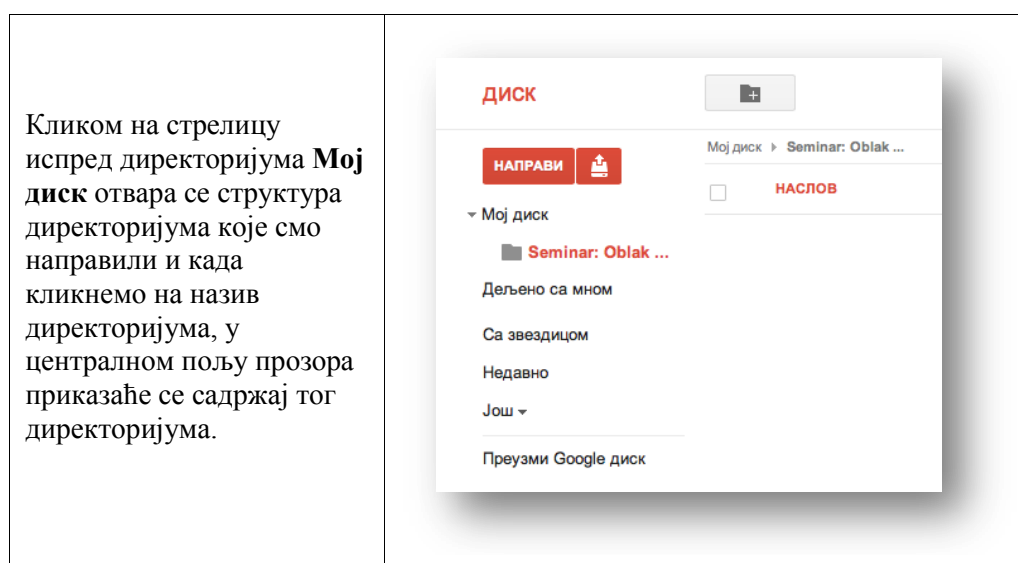 Кликом на стрелицу
испред директоријума Мој
диск отвара се структура
директоријума које смо
направили и када
кликнемо на назив
директоријума, у
централном пољу прозора
приказаће се садржај тог
директоријума.
ДИСК
Мој диск Seminar: Oblak ...
НАПРАВИ
НАСЛОВ
Мој диск
Seminar: Oblak ...
Дељено са мном
Са звездицом
Недавно
Још
Преузми Google диск